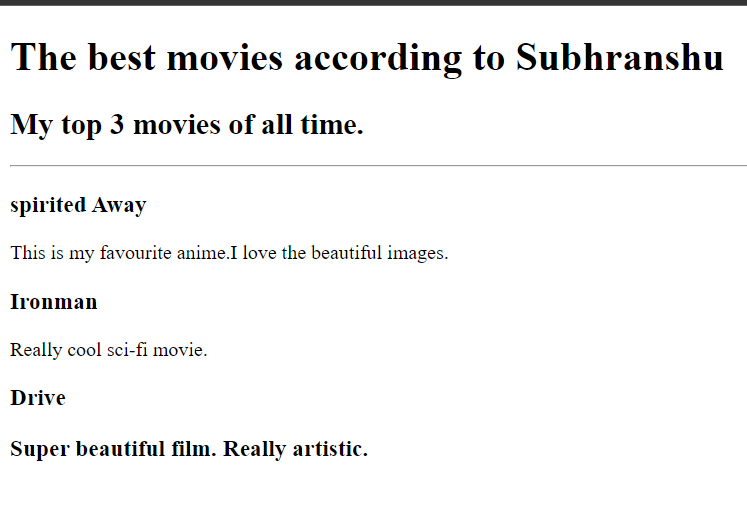 The best movies according to Subhranshu
My top 3 movies of all time.
spirited Away
This is my favourite anime.I love the beautiful images.
Ironman
Really cool sci-fi movie.
Drive
Super beautiful film. Really artistic.